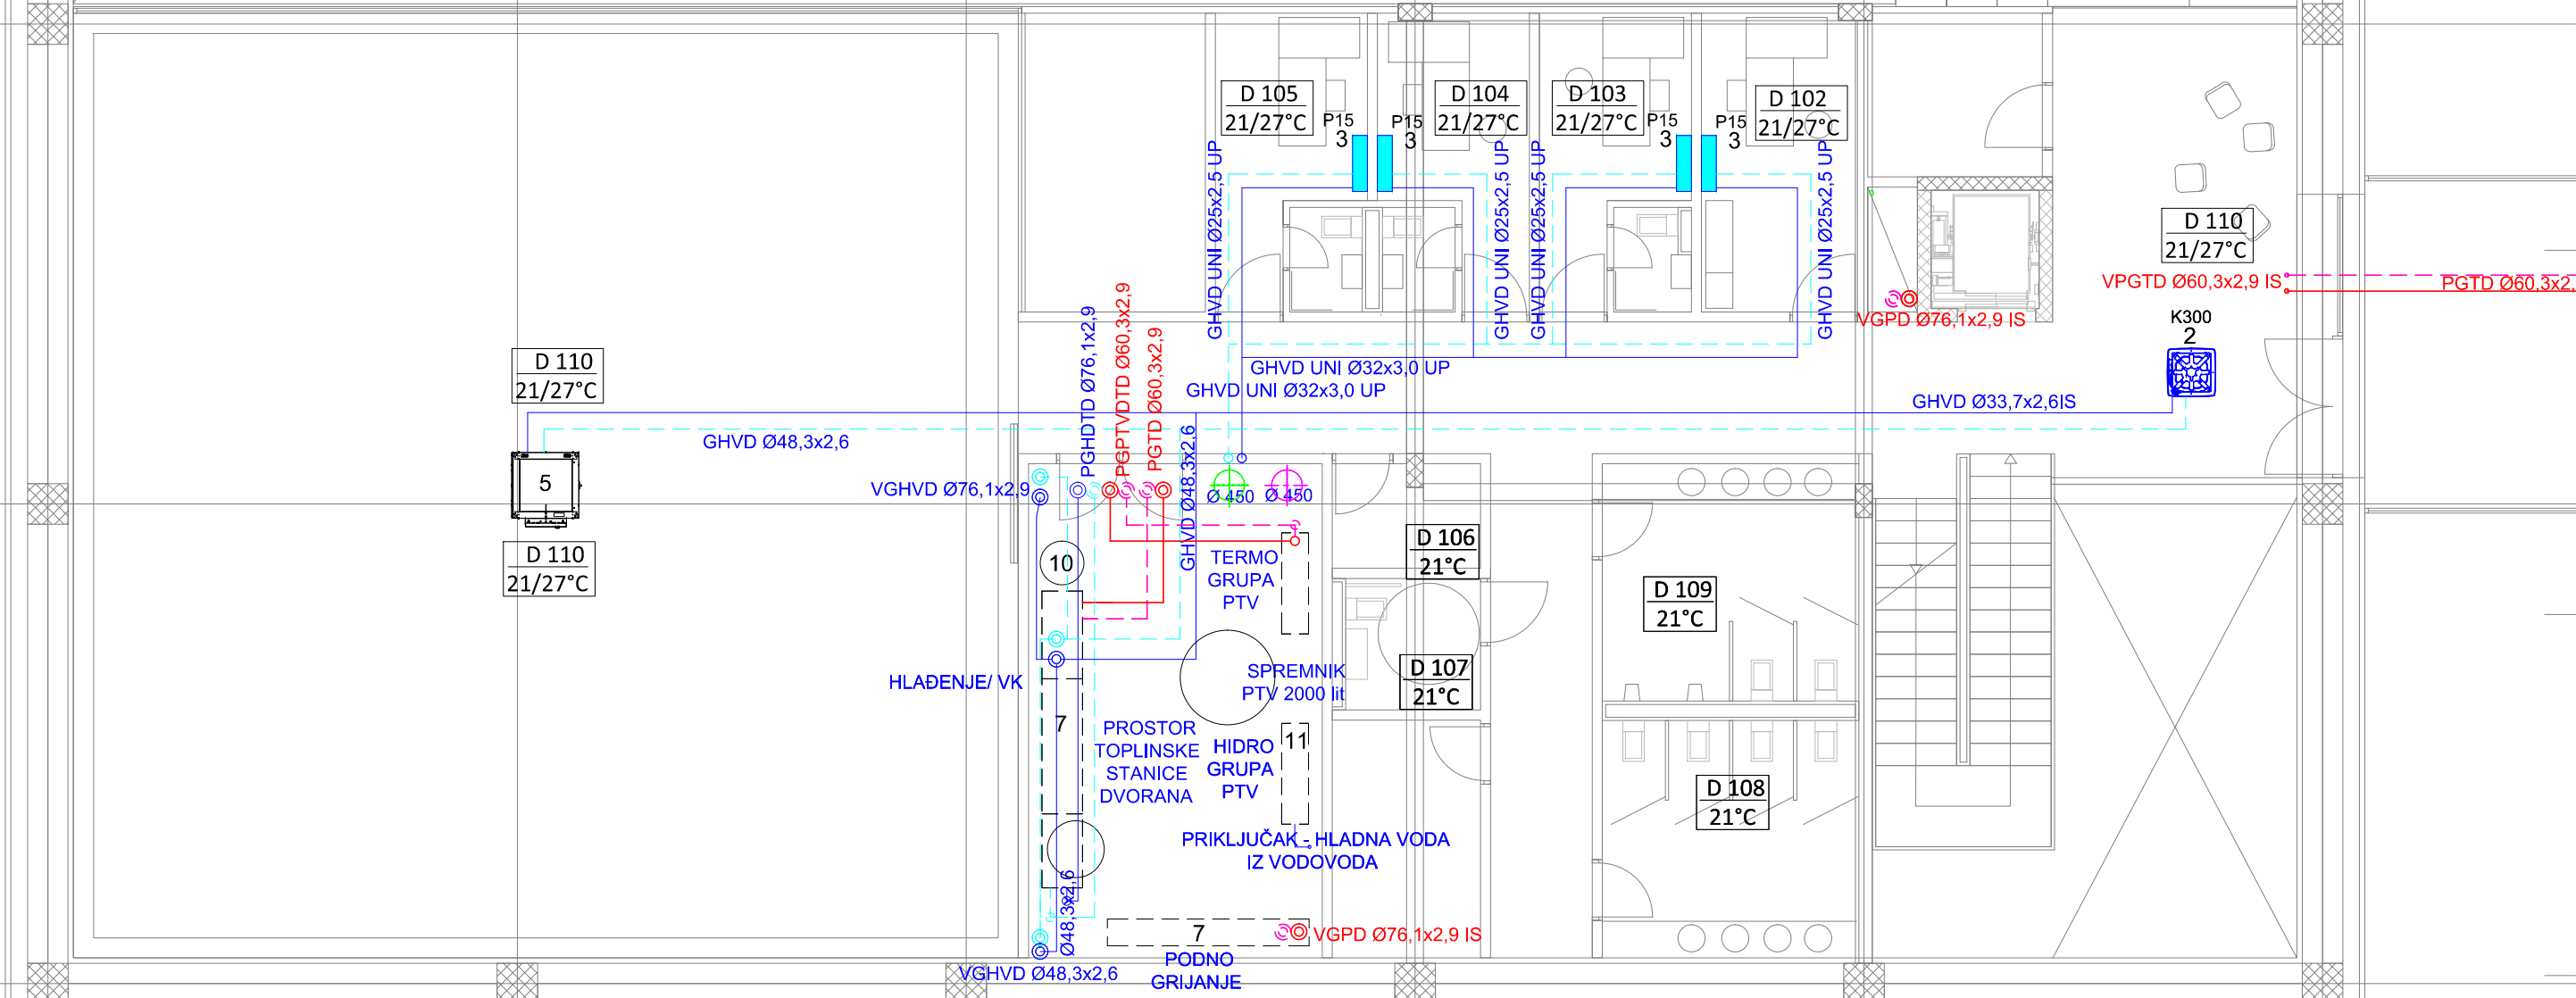 D 105
21/27°C
P15
3
P15
3
D 104
21/27°C
D 103
21/27°C
P15
3
P15
3
D 102
21/27°C
GHVD UNI Ø25x2,5 UP
GHVD UNI Ø25x2,5 UP
GHVD UNI Ø25x2,5 UP
GHVD UNI Ø25x2,5 UP
D 110
21/27°C
VPGTD Ø60,3x2,9 IS
PGTD Ø60,3x2,
VGPD Ø76,1x2,9 IS
K300
2
D 110
21/27°C
PGHDTD Ø76,1x2,9
PGPTVDTD Ø60,3x2,9
PGTD Ø60,3x2,9
GHVD UNI Ø32x3,0 UP
GHVD UNI Ø32x3,0 UP
GHVD Ø33,7x2,6IS
GHVD Ø48,3x2,6
GHVD Ø48,3x2,6
5
VGHVD Ø76,1x2,9
Ø 450
Ø 450
D 110
21/27°C
10
TERMO
GRUPA
PTV
D 106
21°C
D 109
21°C
HLAĐENJE/ VK
SPREMNIK
PTV 2000 lit
D 107
21°C
7
PROSTOR
TOPLINSKE
STANICE
DVORANA
HIDRO
GRUPA
PTV
11
D 108
21°C
PRIKLJUČAK - HLADNA VODA
IZ VODOVODA
Ø48,3x2,6
7
VGPD Ø76,1x2,9 IS
VGHVD Ø48,3x2,6
PODNO
GRIJANJE